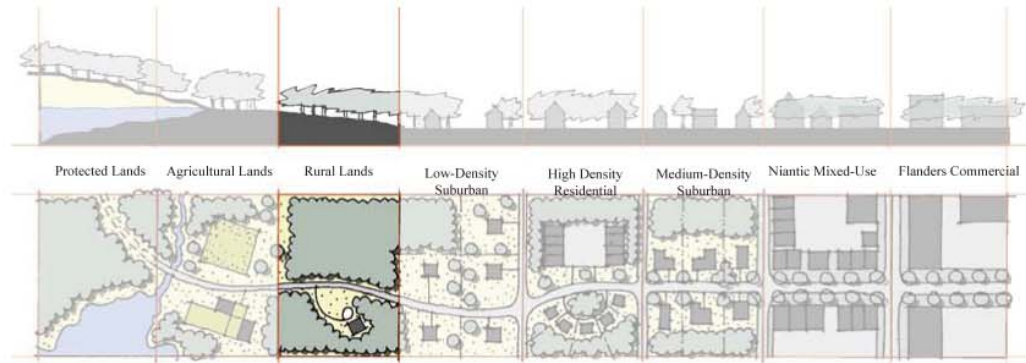 Protected Lands
Agricultural Lands
Rural Lands
Low-Density
Suburban
High Density
Residential
Medium-Density
Suburban
Niantic Mixed-Use
Flanders Commercial